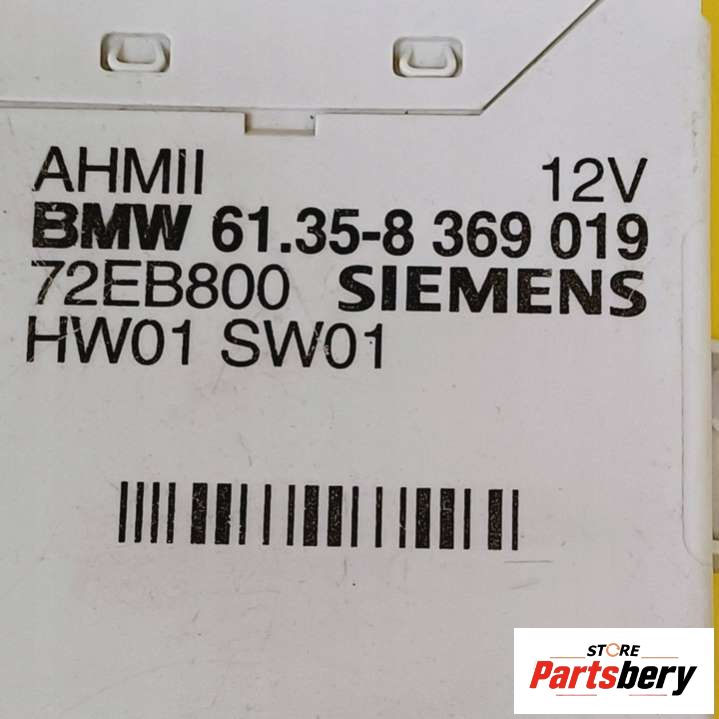 AHMII 12V
BMW 61.35-8 369 019
72EB800 SIEMENS
HW01 SW01
STORE
Partsbery